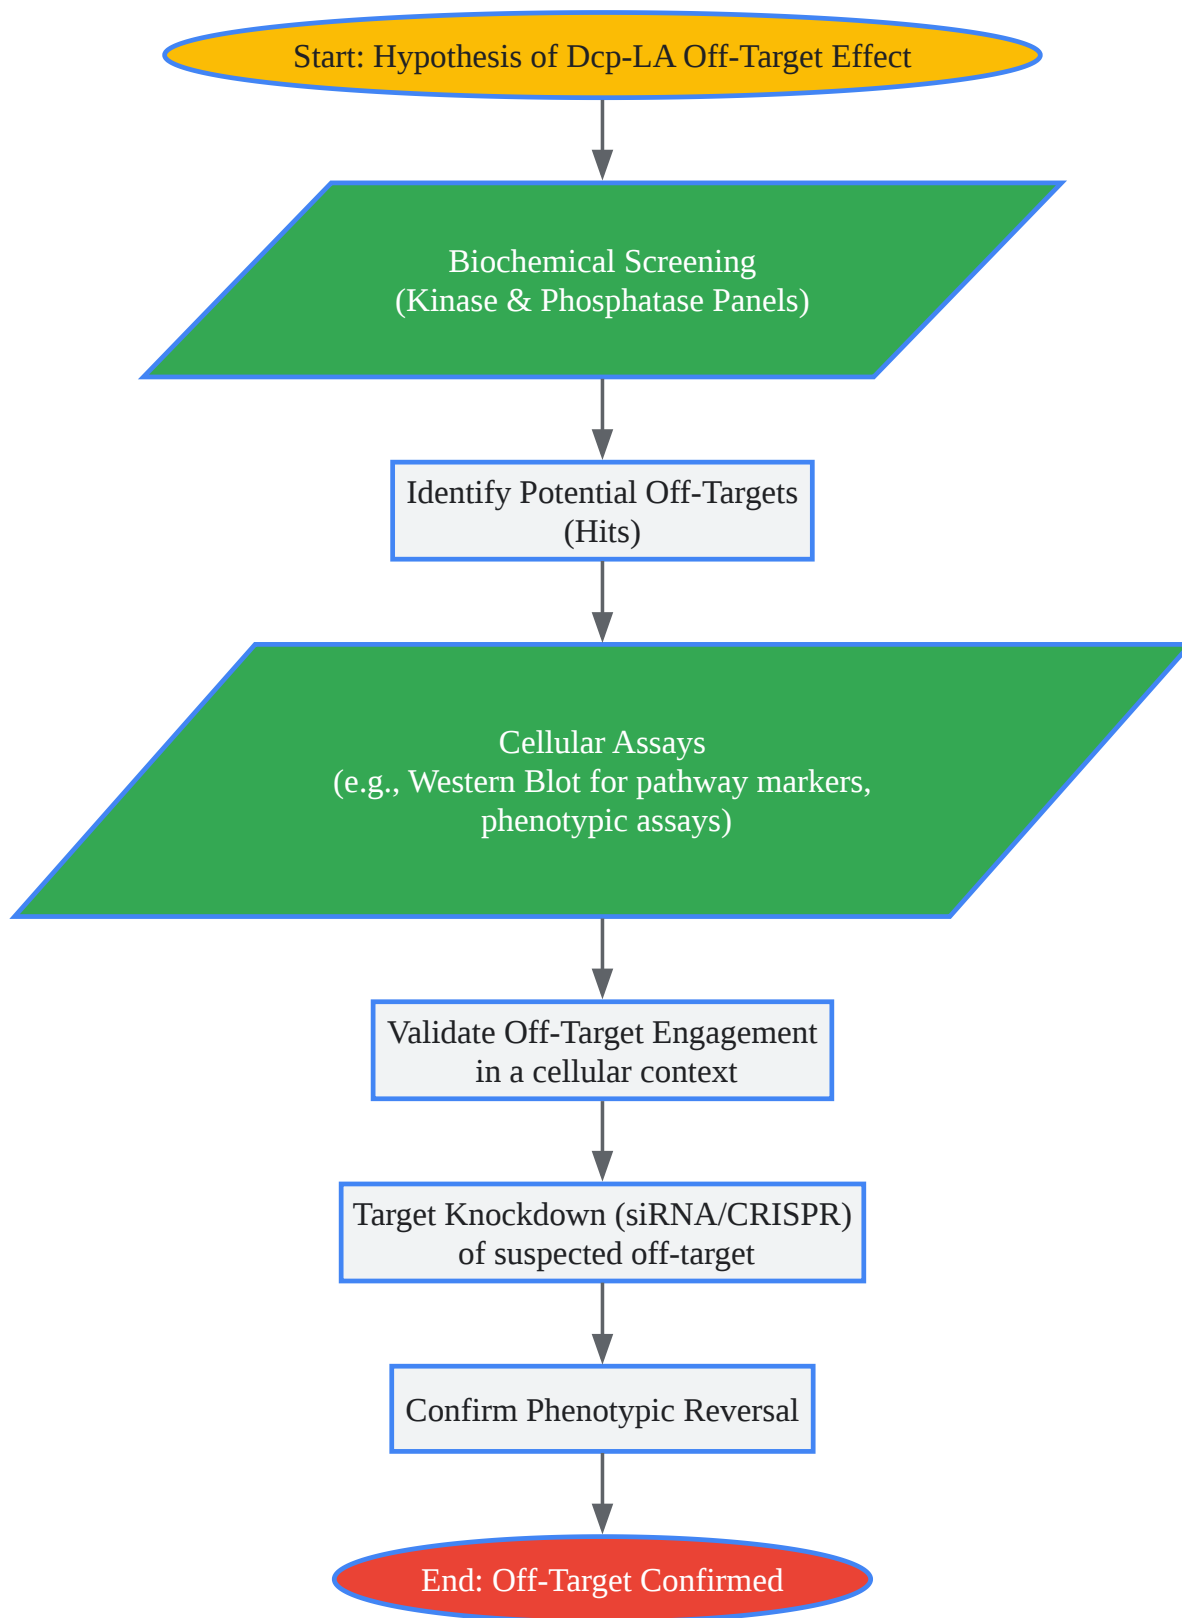 Start: Hypothesis of Dcp-LA Off-Target Effect
Biochemical Screening
(Kinase & Phosphatase Panels)
Identify Potential Off-Targets
(Hits)
Cellular Assays
(e.g., Western Blot for pathway markers,
phenotypic assays)
Validate Off-Target Engagement
in a cellular context
Target Knockdown (siRNA/CRISPR)
of suspected off-target
Confirm Phenotypic Reversal
End: Off-Target Confirmed